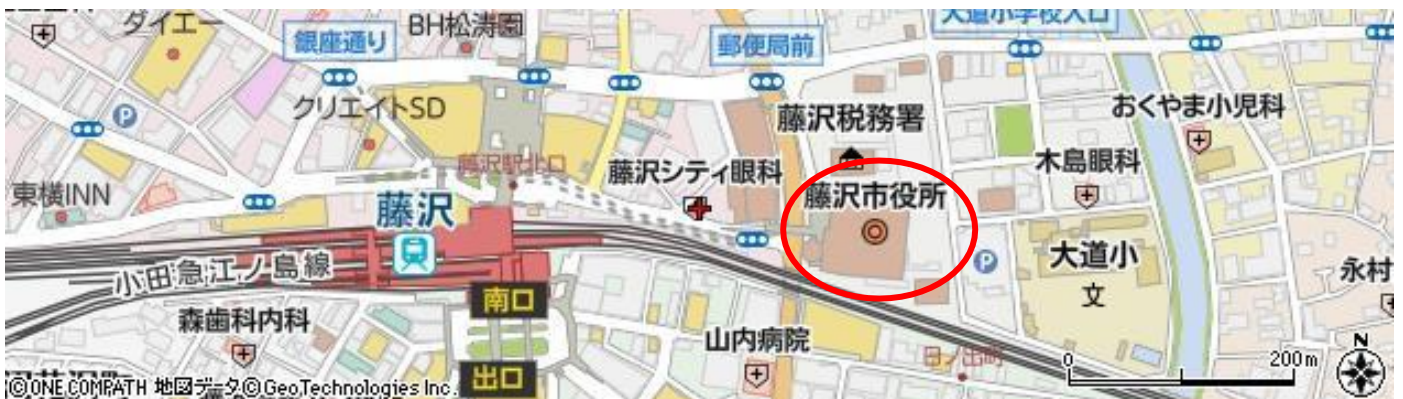 ダイエー
銀座通り
BH松涛園
郵便局前
大道小学校入口
クリエイトSD
藤沢税務署
おくやま小児科
藤沢駅北口
藤沢シティ眼科
木島眼科
東横INN
藤沢
藤沢市役所
大道小
文
小田急江ノ島線
永村
南口
森歯科内科
山内病院
日ノ出町
0
200m
N
出口
©ONE COMPATH 地図データ©GeoTechnologies Inc.
P
P